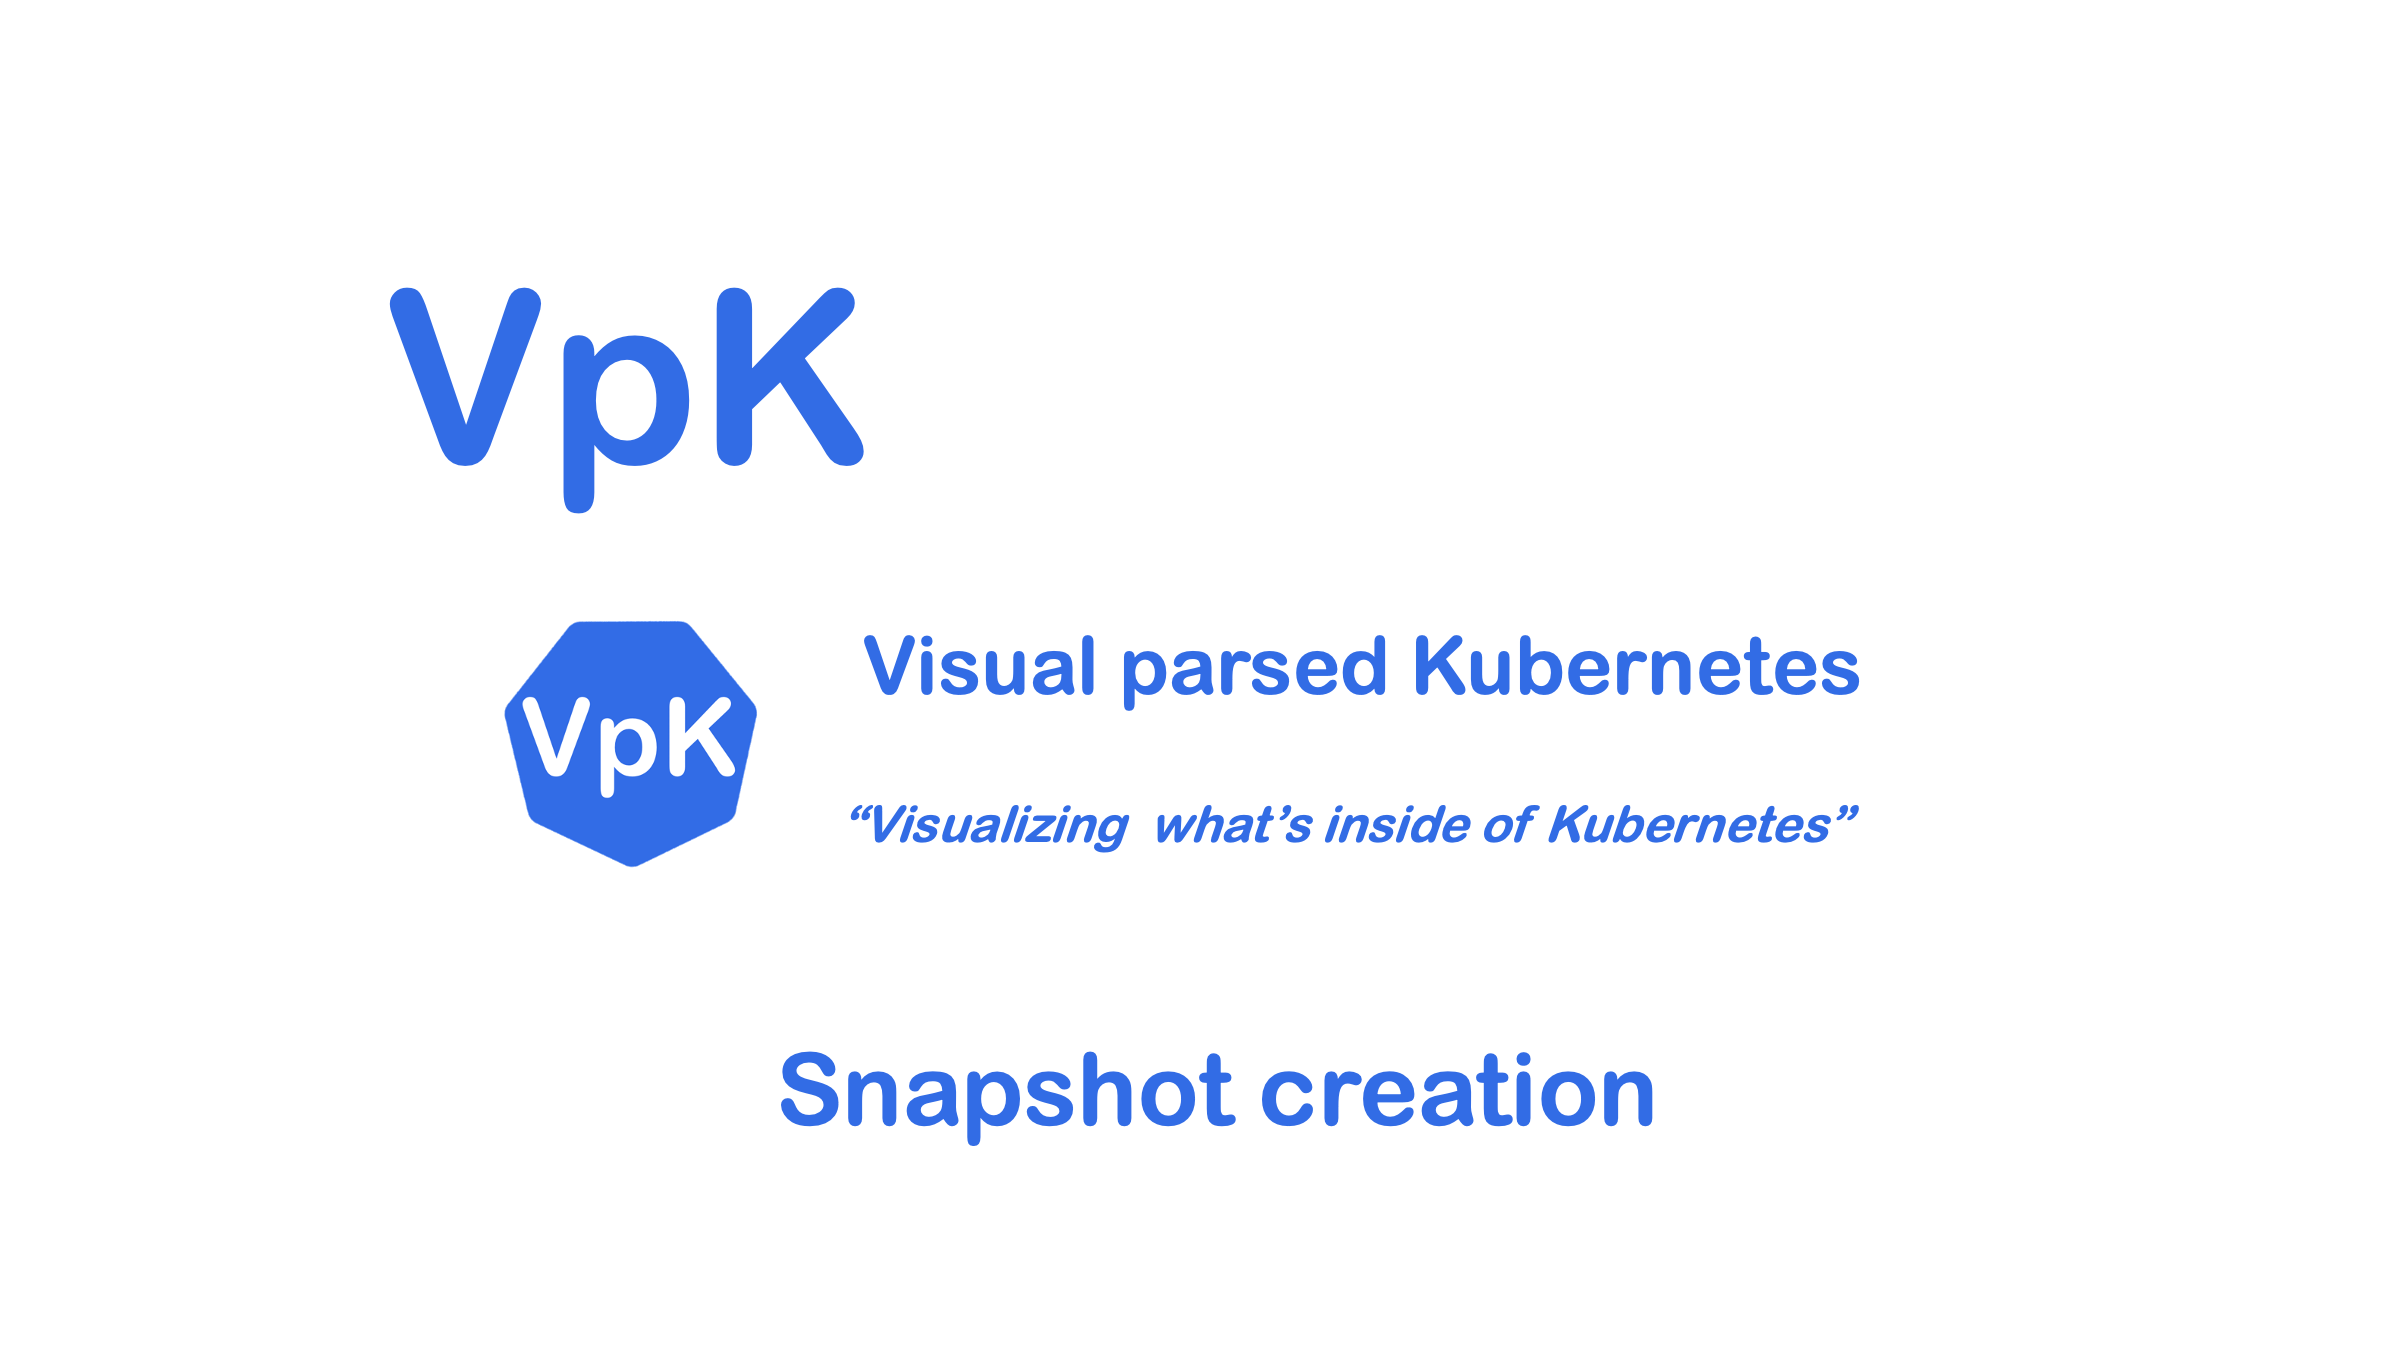 VpK
VpK
Visual parsed Kubernetes
“Visualizing  what’s inside of Kubernetes”
Snapshot creation